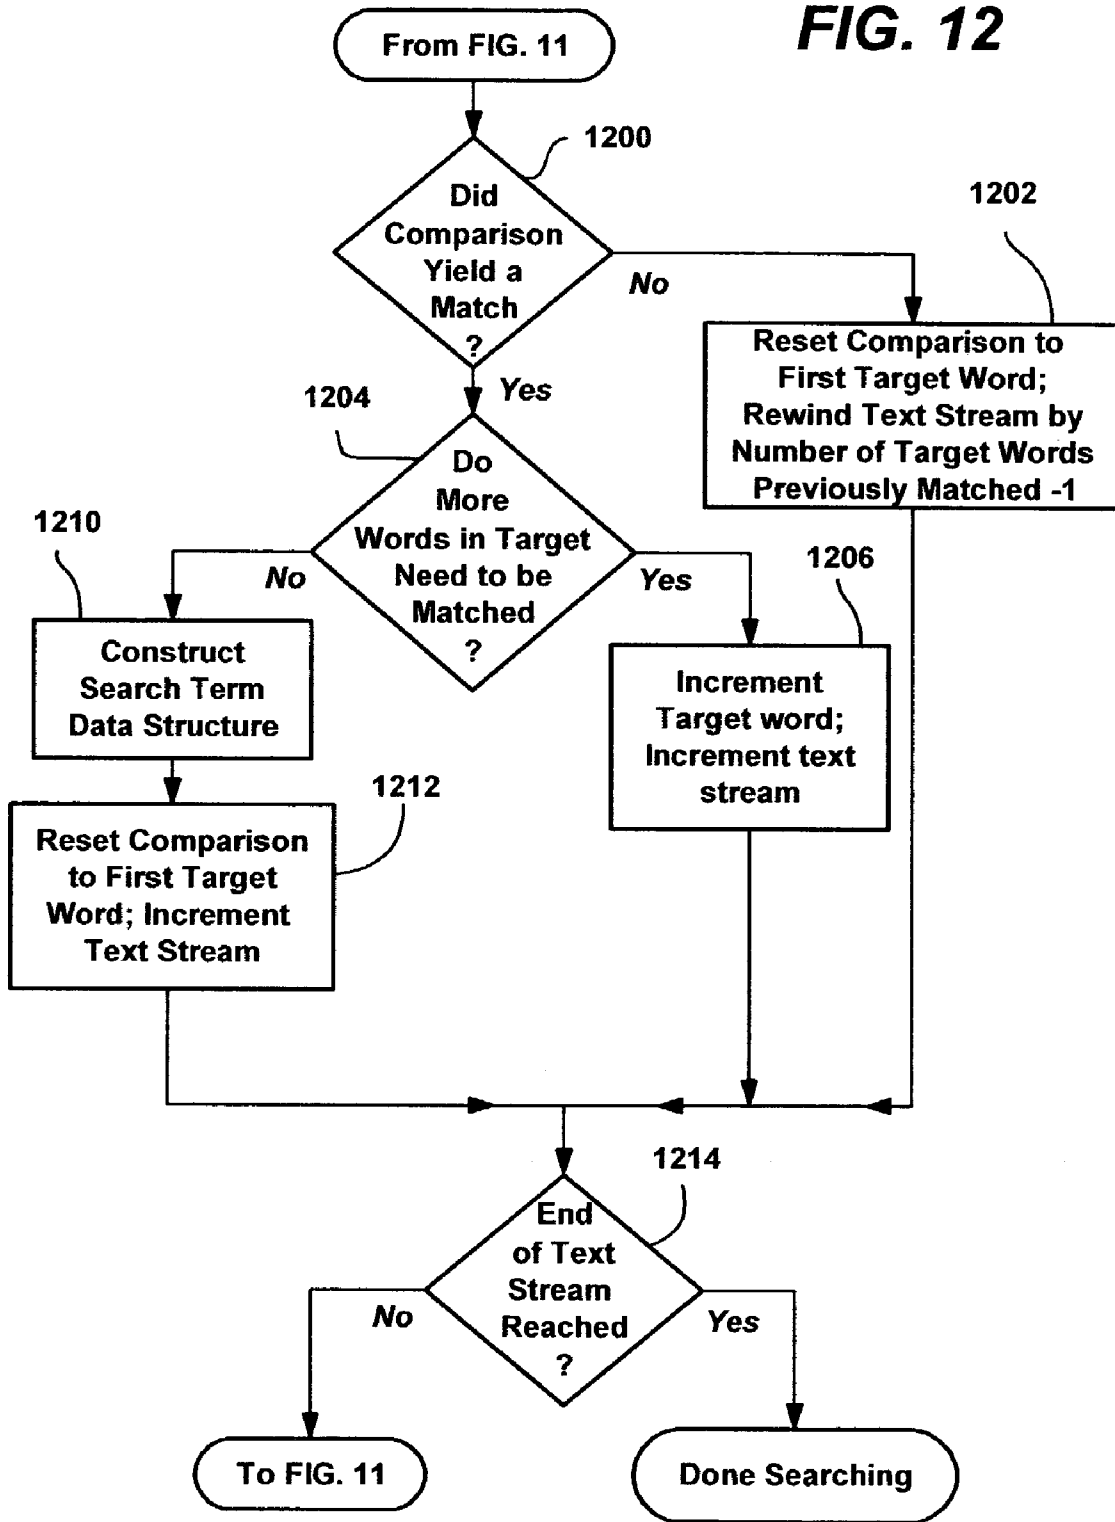 FIG. 12
From FIG. 11
1200
Did
Comparison
Yield a
Match
?
No
Yes
1202
Reset Comparison to
First Target Word;
Rewind Text Stream by
Number of Target Words
Previously Matched -1
1204
Do
More
Words in Target
Need to be
Matched
?
No
Yes
1210
Construct
Search Term
Data Structure
1206
Increment
Target word;
Increment text
stream
1212
Reset Comparison
to First Target
Word; Increment
Text Stream
1214
End
of Text
Stream
Reached
?
No
Yes
To FIG. 11
Done Searching